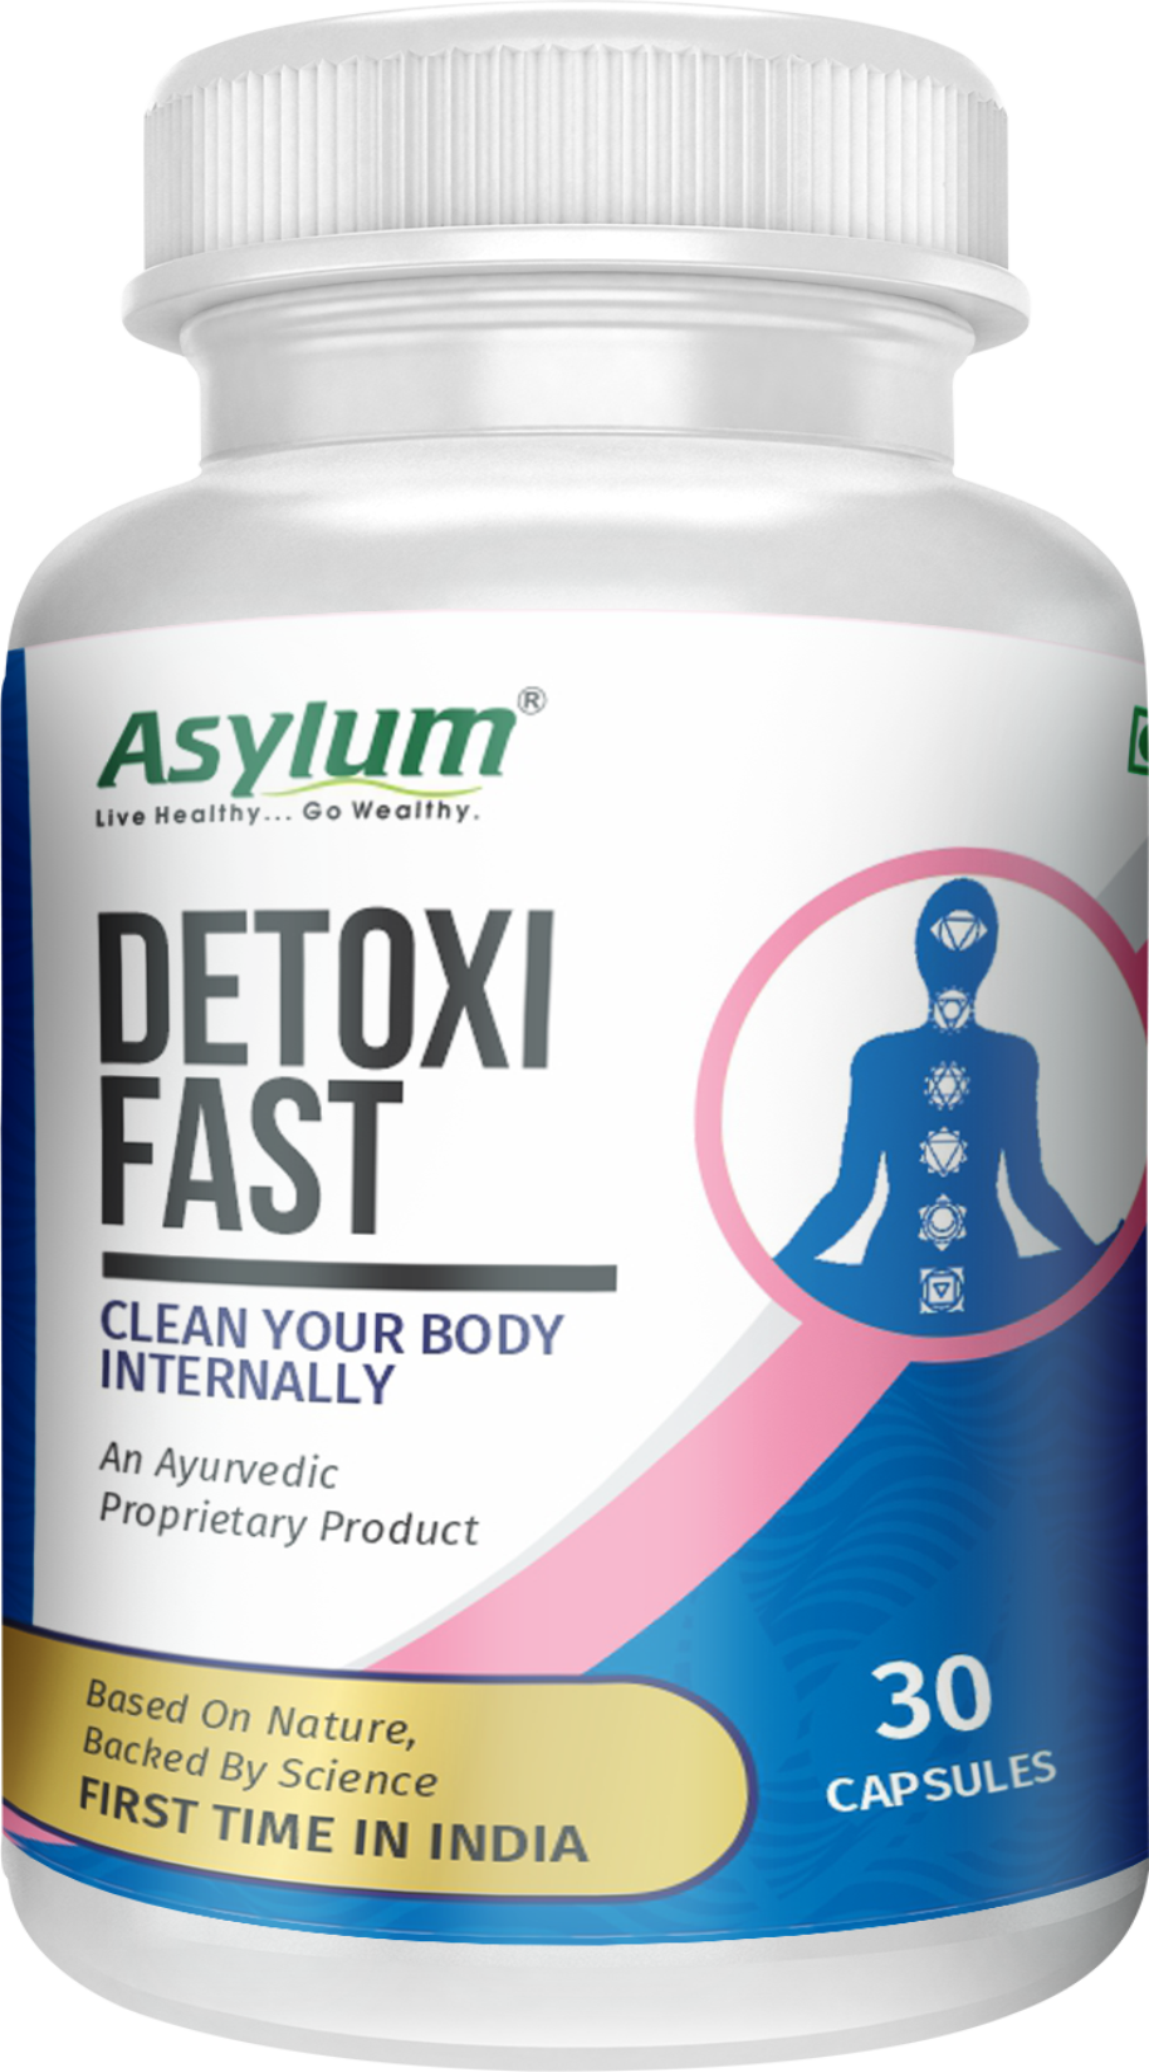 Asylum®
Live Healthy... Go Wealthy.
DETOXI
FAST
CLEAN YOUR BODY
INTERNALLY
An Ayurvedic
Proprietary Product
Based On Nature,
Backed By Science
FIRST TIME IN INDIA
30
CAPSULES